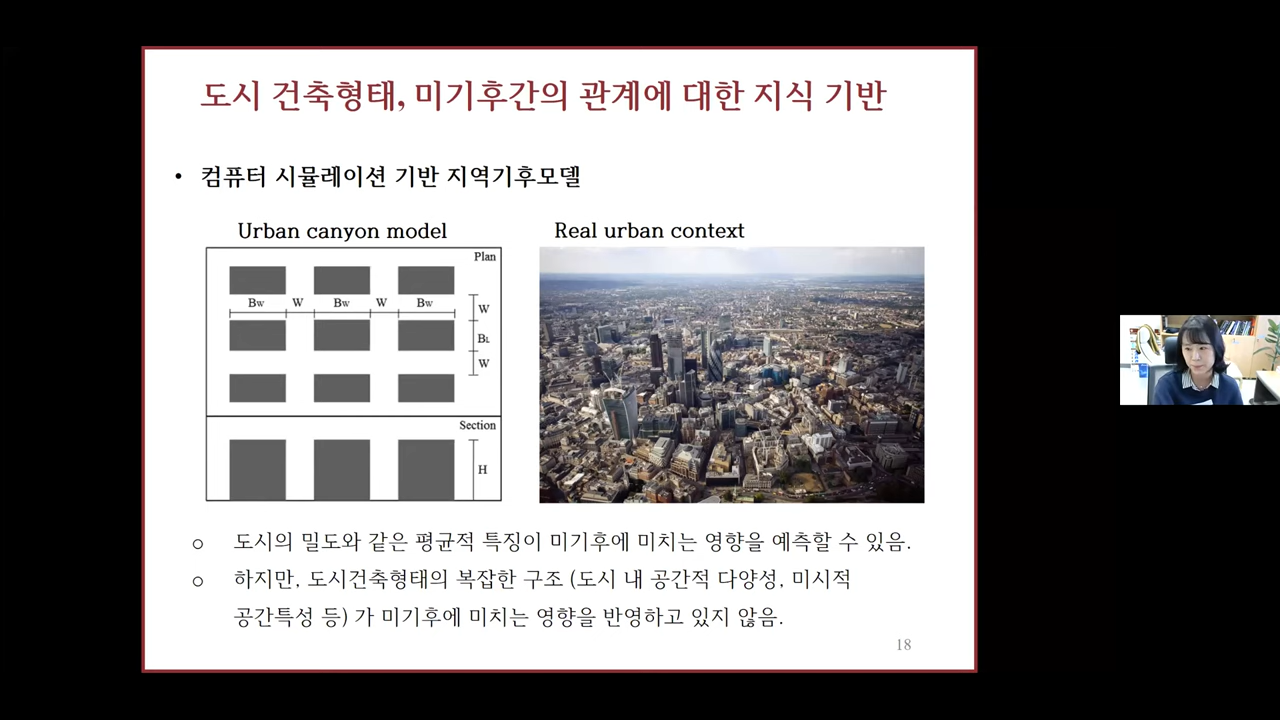 도시 건축형태, 미기후간의 관계에 대한 지식 기반
• 컴퓨터 시뮬레이션 기반 지역기후모델
Urban canyon model
Plan
Bw W Bw W Bw
W
BL
W
Section
H
Real urban context
o 도시의 밀도와 같은 평균적 특징이 미기후에 미치는 영향을 예측할 수 있음.
o 하지만, 도시건축형태의 복잡한 구조 (도시 내 공간적 다양성, 미시적
공간특성 등) 가 미기후에 미치는 영향을 반영하고 있지 않음.
18